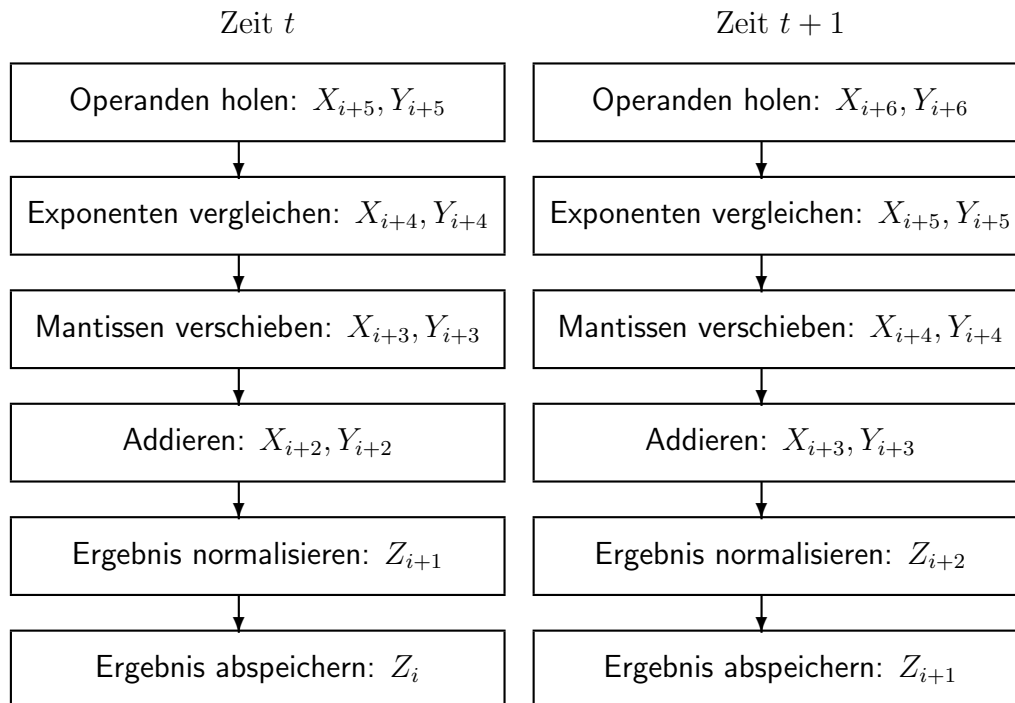 Zeit t
Operanden holen: X_{i+5}, Y_{i+5}
Exponenten vergleichen: X_{i+4}, Y_{i+4}
Mantissen verschieben: X_{i+3}, Y_{i+3}
Addieren: X_{i+2}, Y_{i+2}
Ergebnis normalisieren: Z_{i+1}
Ergebnis abspeichern: Z_i
Zeit t + 1
Operanden holen: X_{i+6}, Y_{i+6}
Exponenten vergleichen: X_{i+5}, Y_{i+5}
Mantissen verschieben: X_{i+4}, Y_{i+4}
Addieren: X_{i+3}, Y_{i+3}
Ergebnis normalisieren: Z_{i+2}
Ergebnis abspeichern: Z_{i+1}